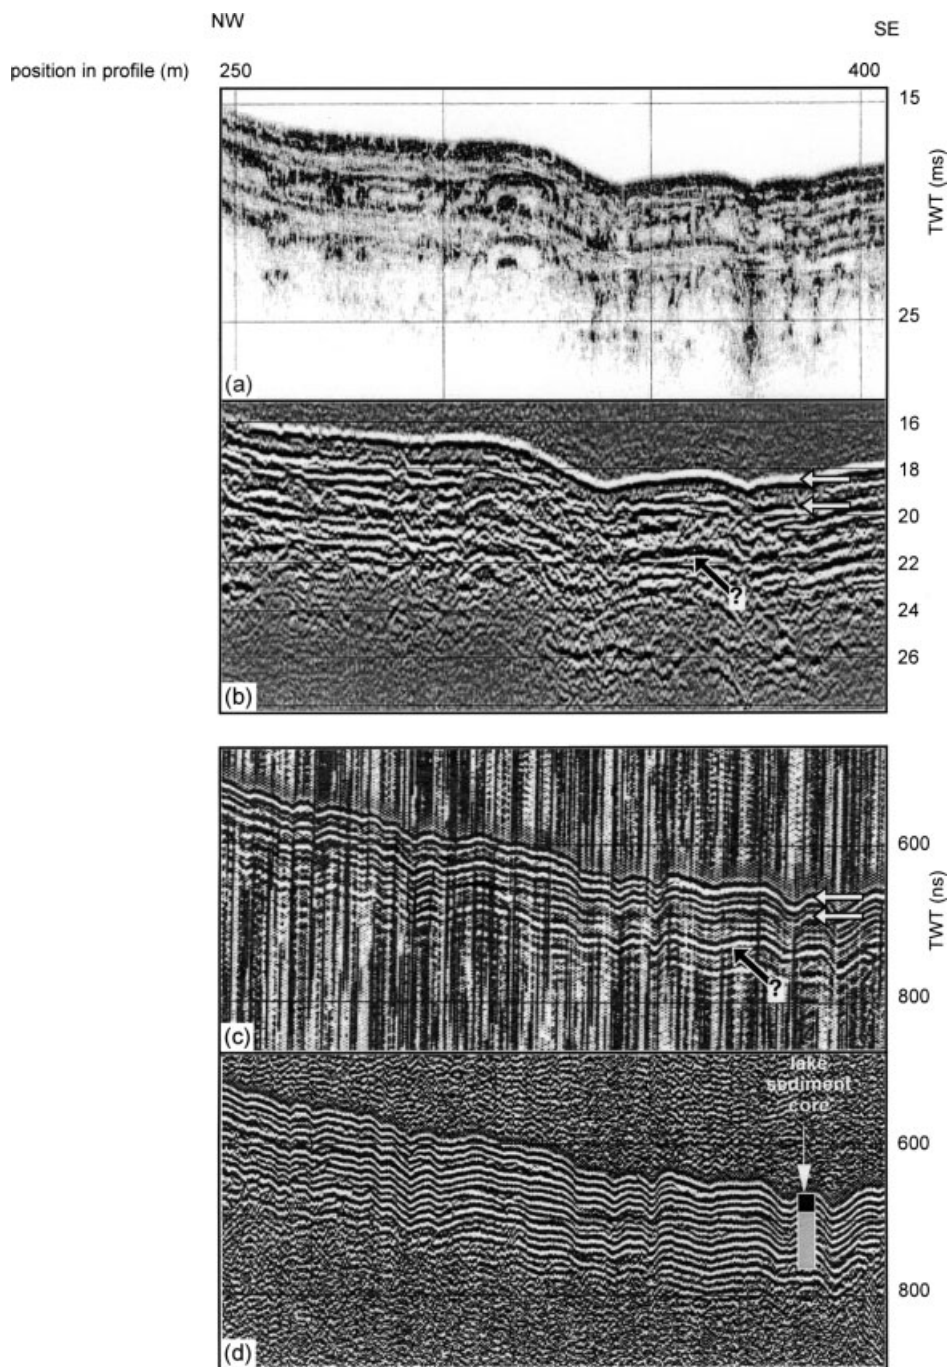 NW
SE
position in profile (m)
250
400
15
TWT (ms)
25
(a)
16
18
20
22
?
24
26
(b)
600
TWT (ns)
?
800
(c)
lake
sediment
core
600
800
(d)